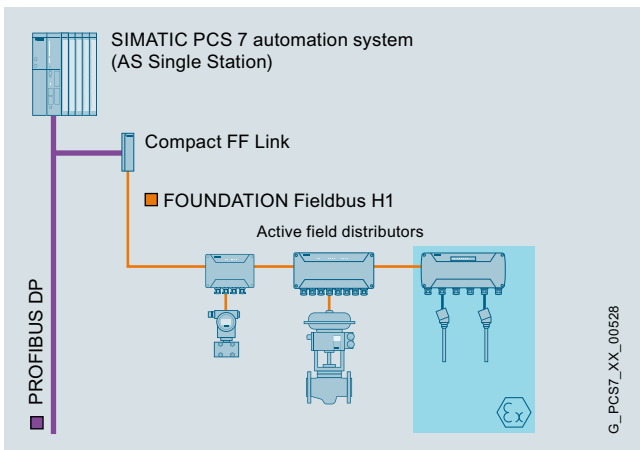 SIMATIC PCS 7 automation system
(AS Single Station)
Compact FF Link
FOUNDATION Fieldbus H1
Active field distributors
PROFIBUS DP
Ex
G_PCS7_XX_00528